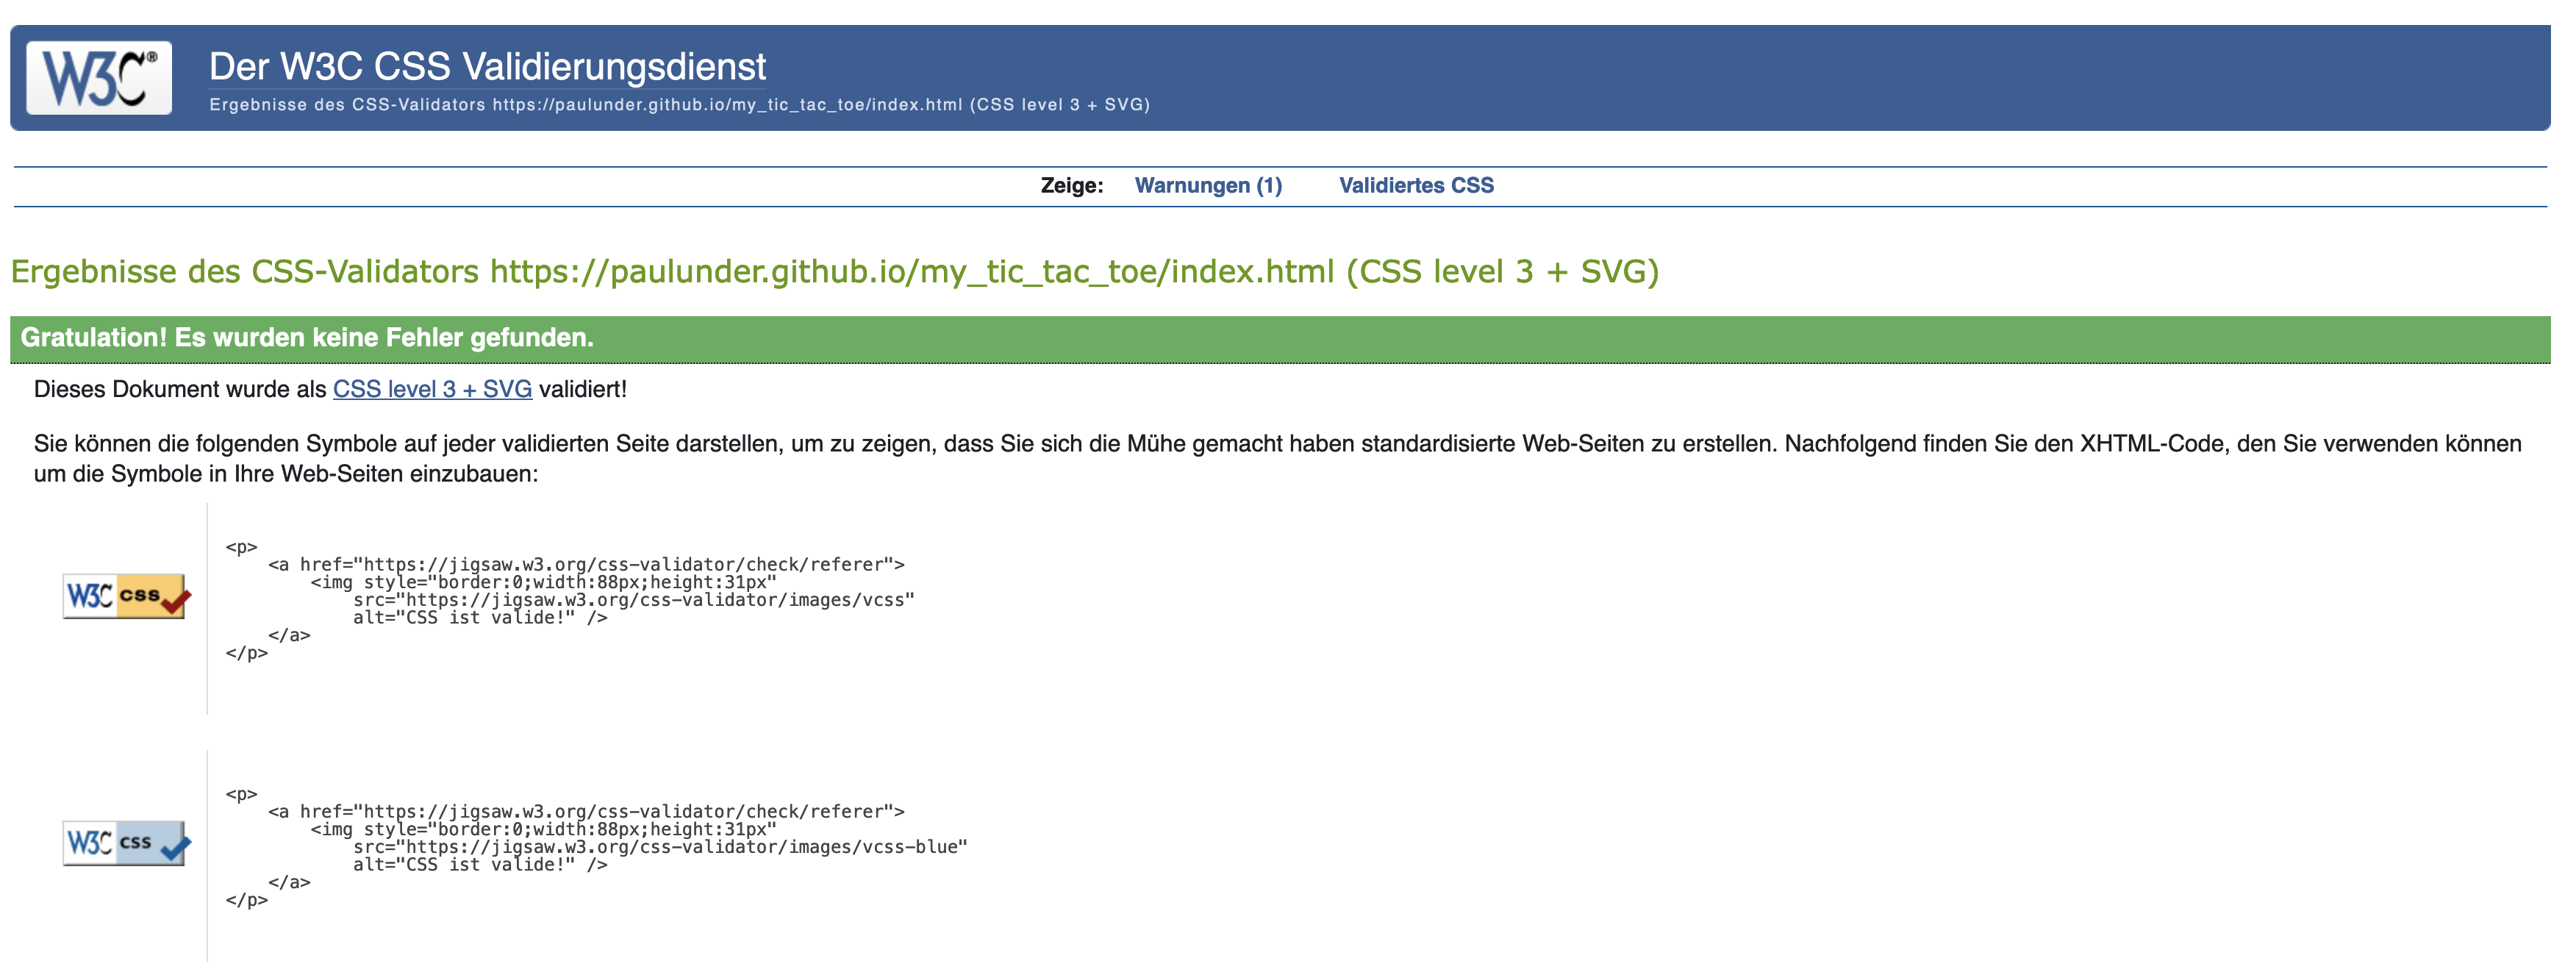 W3C® Der W3C CSS Validierungsdienst
Ergebnisse des CSS-Validators https://paulunder.github.io/my_tic_tac_toe/index.html (CSS level 3 + SVG)
Zeige: Warnungen (1) Validiertes CSS
Ergebnisse des CSS-Validators https://paulunder.github.io/my_tic_tac_toe/index.html (CSS level 3 + SVG)
Gratulation! Es wurden keine Fehler gefunden.
Dieses Dokument wurde als CSS level 3 + SVG validiert!
Sie können die folgenden Symbole auf jeder validierten Seite darstellen, um zu zeigen, dass Sie sich die Mühe gemacht haben standardisierte Web-Seiten zu erstellen. Nachfolgend finden Sie den XHTML-Code, den Sie verwenden können
um die Symbole in Ihre Web-Seiten einzubauen:
W3C css
<p>
<a href="https://jigsaw.w3.org/css-validator/check/referer">
<img style="border:0;width:88px;height:31px"
src="https://jigsaw.w3.org/css-validator/images/vcss"
alt="CSS ist valide!" />
</a>
</p>
W3C css
<p>
<a href="https://jigsaw.w3.org/css-validator/check/referer">
<img style="border:0;width:88px;height:31px"
src="https://jigsaw.w3.org/css-validator/images/vcss-blue"
alt="CSS ist valide!" />
</a>
</p>